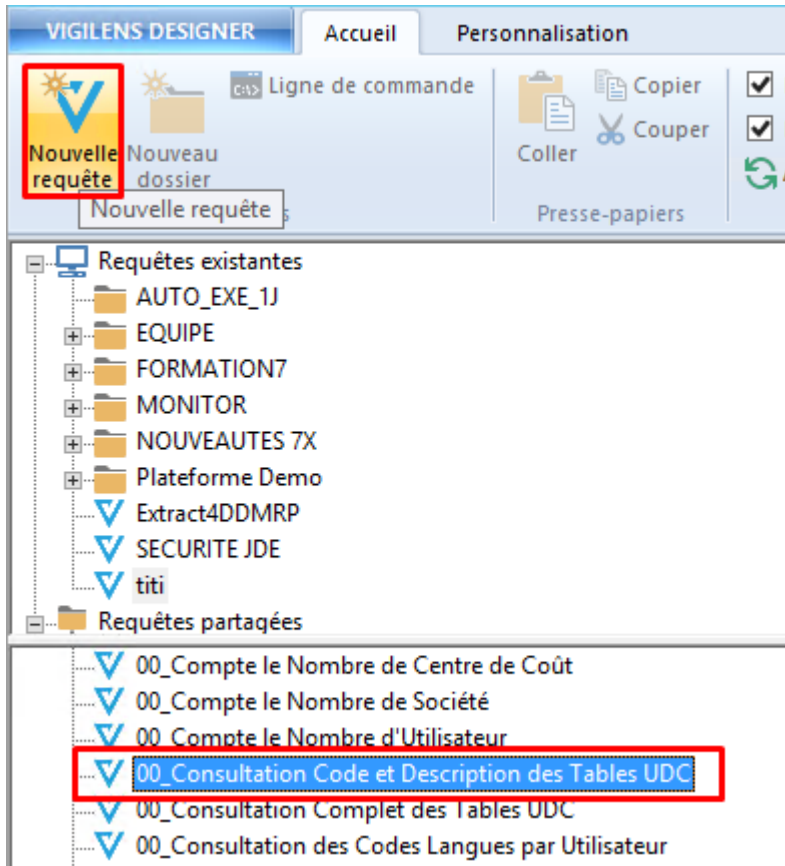 VIGILENS DESIGNER
Accueil
Personnalisation
Nouvelle requête
Nouveau dossier
Ligne de commande
Coller
Copier
Couper
Nouvelle requête
Presse-papiers
Requêtes existantes
AUTO_EXE_1J
EQUIPE
FORMATION7
MONITOR
NOUVEAUTES 7X
Plateforme Demo
Extract4DDMRP
SECURITE JDE
titi
Requêtes partagées
00_Compte le Nombre de Centre de Coût
00_Compte le Nombre de Société
00_Compte le Nombre d'Utilisateur
00_Consultation Code et Description des Tables UDC
00_Consultation Complet des Tables UDC
00_Consultation des Codes Langues par Utilisateur